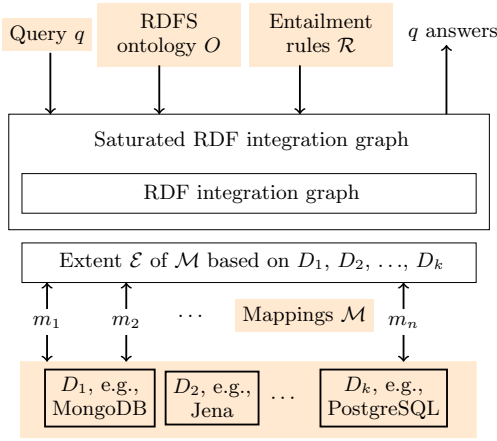 Query q
RDFS
ontology O
Entailment
rules ℛ
q answers
Saturated RDF integration graph
RDF integration graph
Extent ℰ of ℳ based on D₁, D₂, …, Dₖ
m₁ m₂ ⋯ Mappings ℳ mₙ
D₁, e.g.,
MongoDB
D₂, e.g.,
Jena
⋯
Dₖ, e.g.,
PostgreSQL